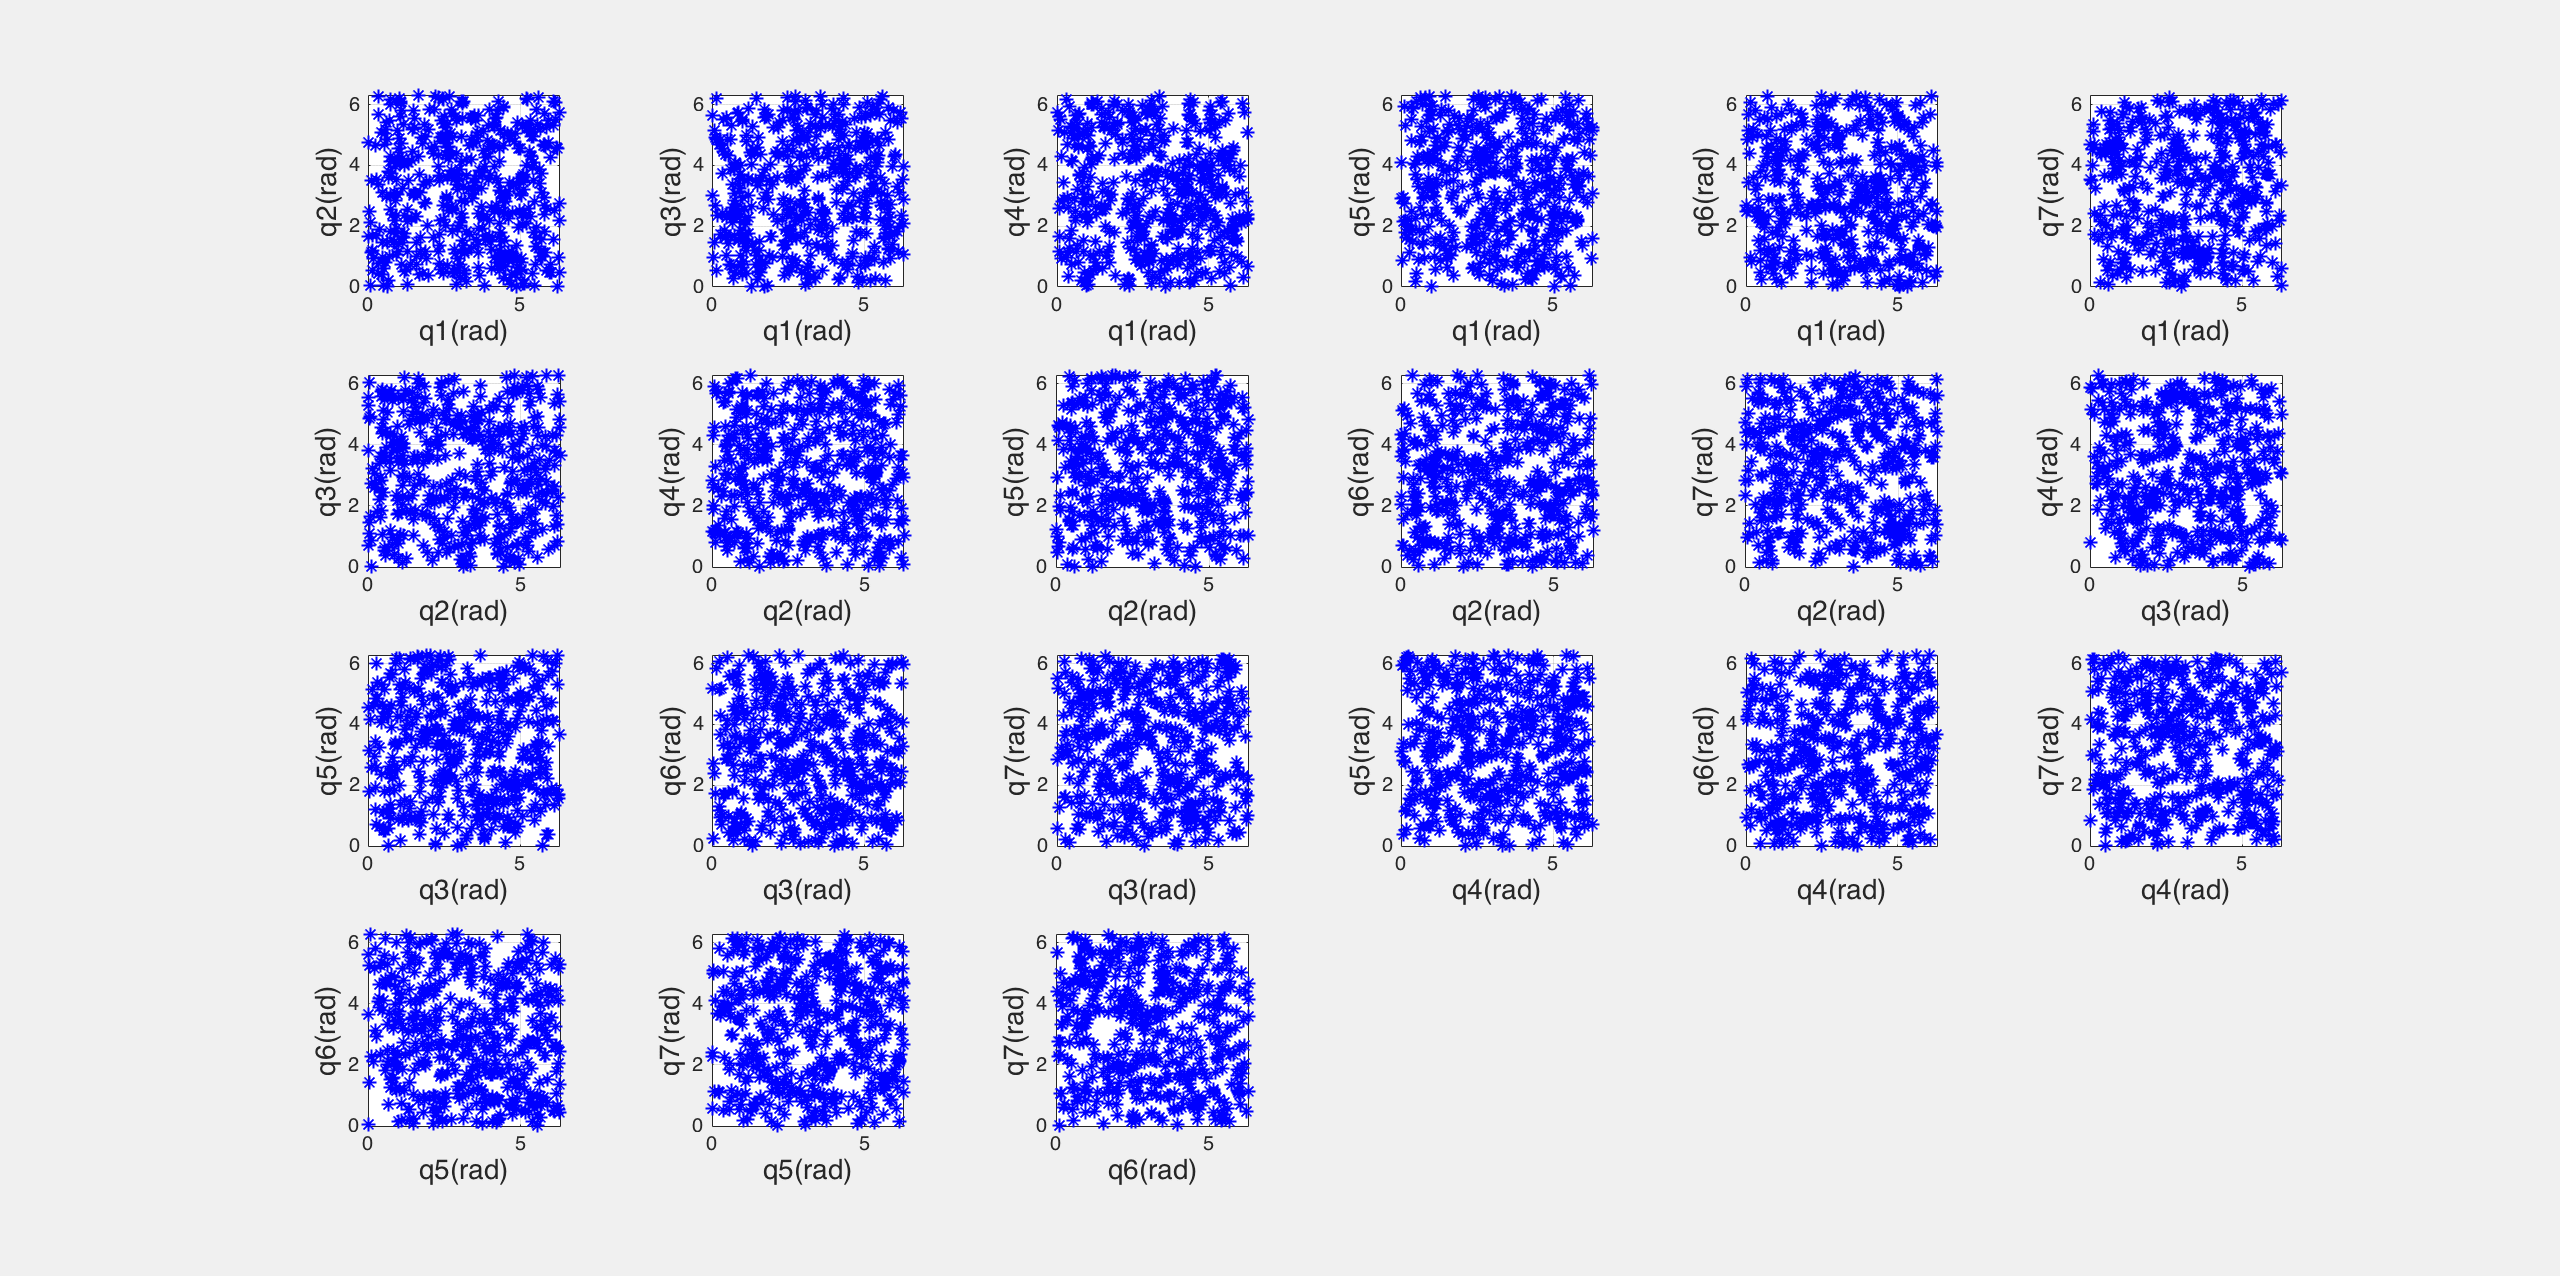 q2(rad) 6 4 2 0 0 5 q1(rad)
q3(rad) 6 4 2 0 0 5 q1(rad)
q4(rad) 6 4 2 0 0 5 q1(rad)
q5(rad) 6 4 2 0 0 5 q1(rad)
q6(rad) 6 4 2 0 0 5 q1(rad)
q7(rad) 6 4 2 0 0 5 q1(rad)
q3(rad) 6 4 2 0 0 5 q2(rad)
q4(rad) 6 4 2 0 0 5 q2(rad)
q5(rad) 6 4 2 0 0 5 q2(rad)
q6(rad) 6 4 2 0 0 5 q2(rad)
q7(rad) 6 4 2 0 0 5 q2(rad)
q4(rad) 6 4 2 0 0 5 q3(rad)
q5(rad) 6 4 2 0 0 5 q3(rad)
q6(rad) 6 4 2 0 0 5 q3(rad)
q7(rad) 6 4 2 0 0 5 q3(rad)
q5(rad) 6 4 2 0 0 5 q4(rad)
q6(rad) 6 4 2 0 0 5 q4(rad)
q7(rad) 6 4 2 0 0 5 q4(rad)
q6(rad) 6 4 2 0 0 5 q5(rad)
q7(rad) 6 4 2 0 0 5 q5(rad)
q7(rad) 6 4 2 0 0 5 q6(rad)